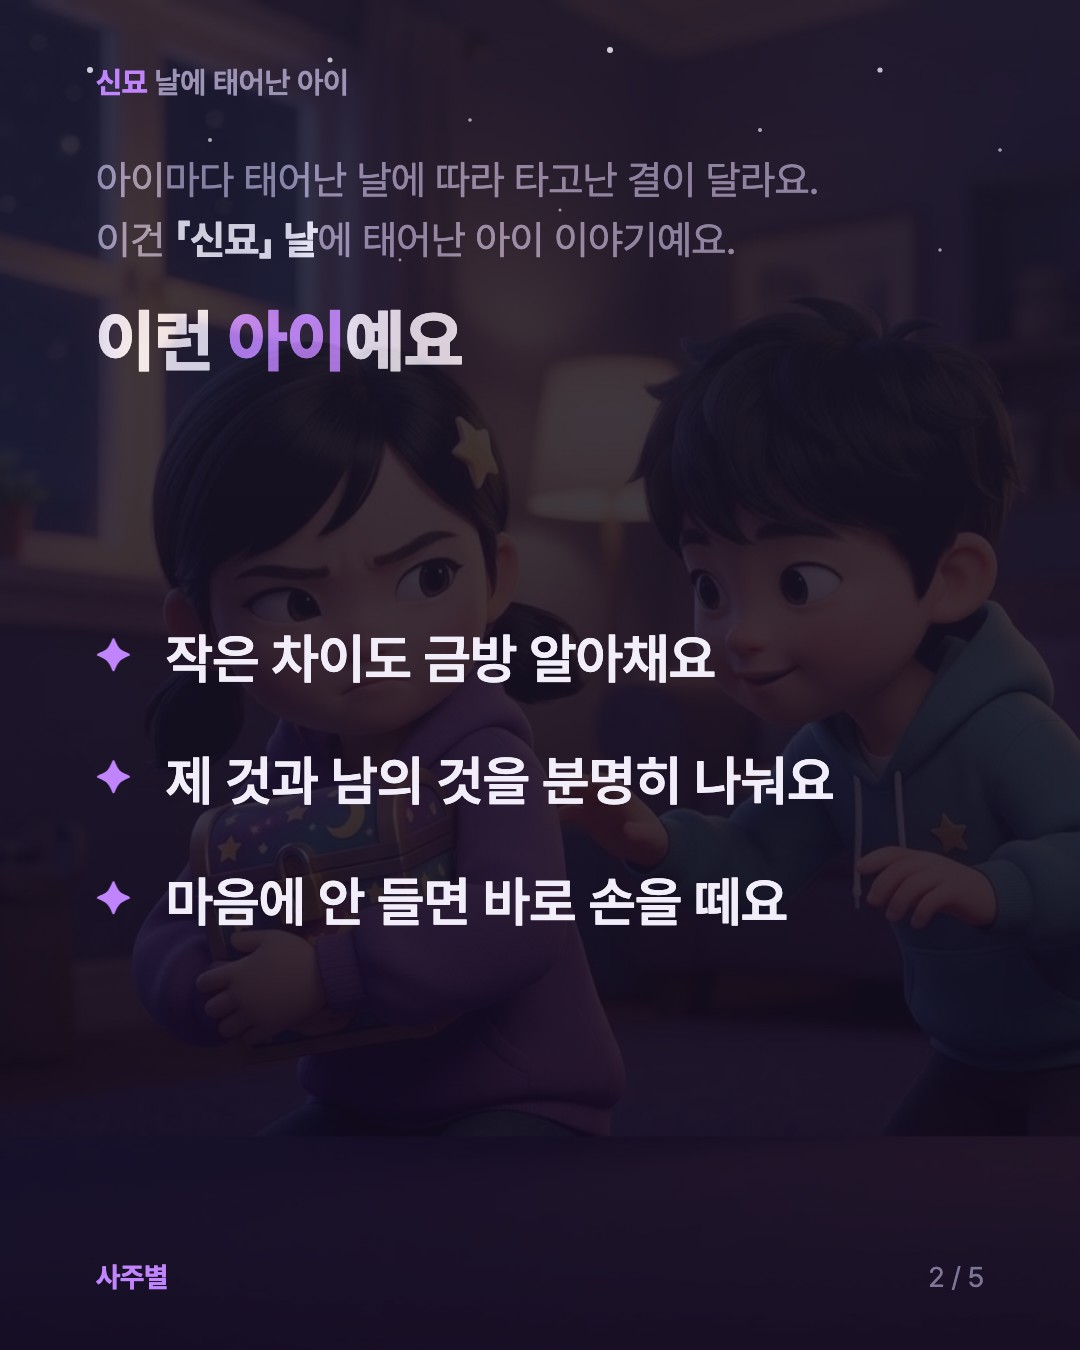 신묘 날에 태어난 아이
아이마다 태어난 날에 따라 타고난 결이 달라요.
이건 「신묘」 날에 태어난 아이 이야기예요.
이런 아이예요
작은 차이도 금방 알아채요
제 것과 남의 것을 분명히 나눠요
마음에 안 들면 바로 손을 떼요
사주별
2 / 5